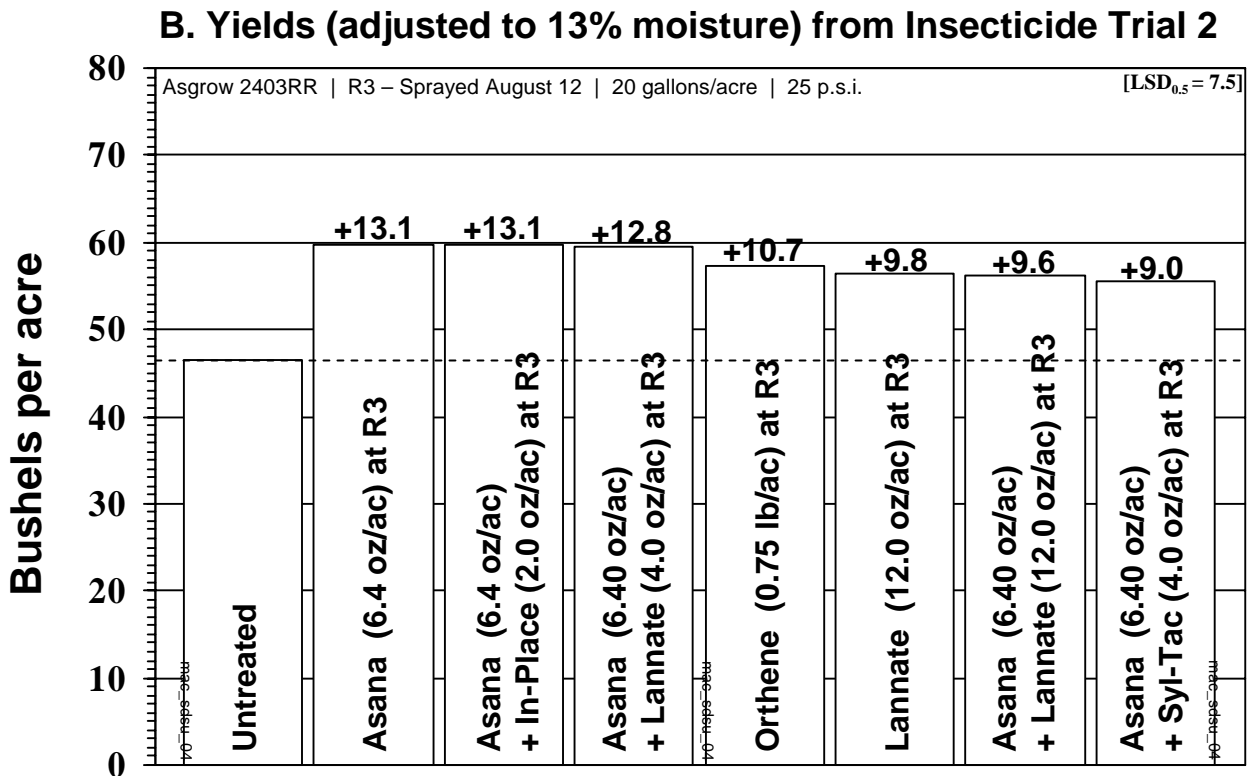 B. Yields (adjusted to 13% moisture) from Insecticide Trial 2
Asgrow 2403RR | R3 – Sprayed August 12 | 20 gallons/acre | 25 p.s.i.
[LSD0.5 = 7.5]
Bushels per acre
80
70
60
50
40
30
20
10
0
+13.1
+13.1
+12.8
+10.7
+9.8
+9.6
+9.0
Untreated
Asana (6.4 oz/ac) at R3
Asana (6.4 oz/ac)
+ In-Place (2.0 oz/ac) at R3
Asana (6.40 oz/ac)
+ Lannate (4.0 oz/ac) at R3
Orthene (0.75 lb/ac) at R3
Lannate (12.0 oz/ac) at R3
Asana (6.40 oz/ac)
+ Lannate (12.0 oz/ac) at R3
Asana (6.40 oz/ac)
+ Syl-Tac (4.0 oz/ac) at R3
mac_sdsu_04
mac_sdsu_04
mac_sdsu_04